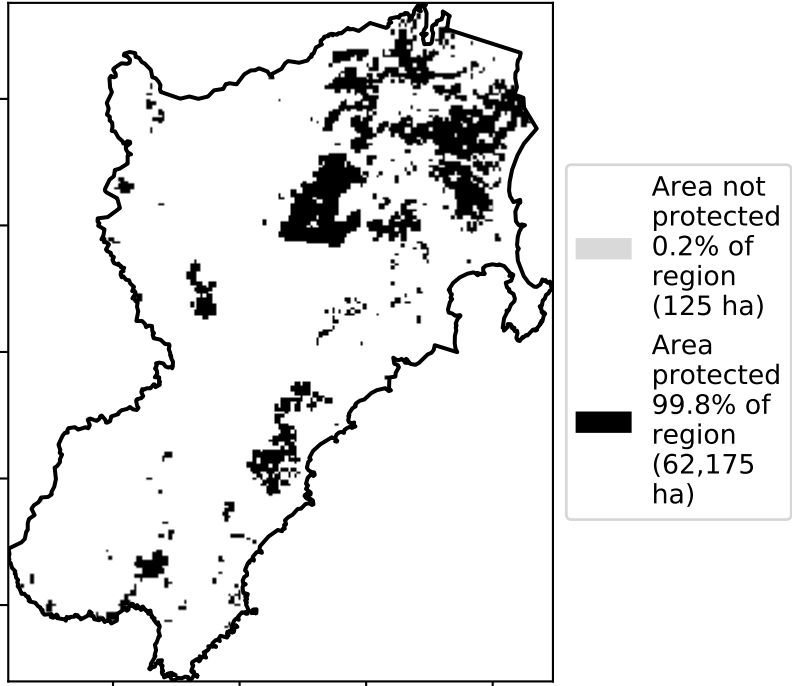 Area not
protected
0.2% of
region
(125 ha)
Area
protected
99.8% of
region
(62,175
ha)